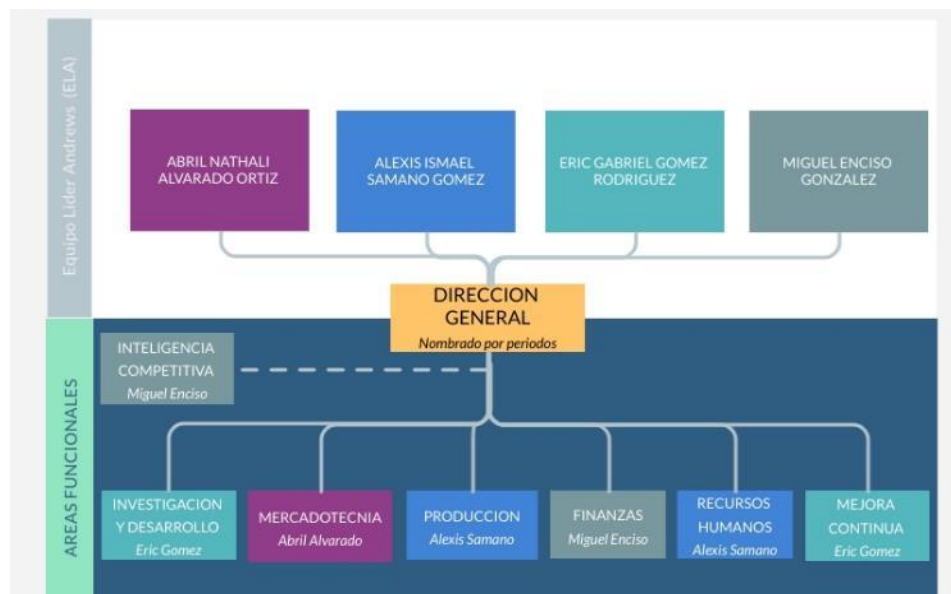 Equipo Lider Andrews (ELA)
ABRIL NATHALI
ALVARADO ORTIZ
ALEXIS ISMAEL
SAMANO GOMEZ
ERIC GABRIEL GOMEZ
RODRIGUEZ
MIGUEL ENCISO
GONZALEZ
DIRECCION
GENERAL
Nombrado por periodos
AREAS FUNCIONALES
INTELIGENCIA
COMPETITIVA
Miguel Enciso
INVESTIGACION
Y DESARROLLO
Eric Gomez
MERCADOTECNIA
Abril Alvarado
PRODUCCION
Alexis Samano
FINANZAS
Miguel Enciso
RECURSOS
HUMANOS
Alexis Samano
MEJORA
CONTINUA
Eric Gomez